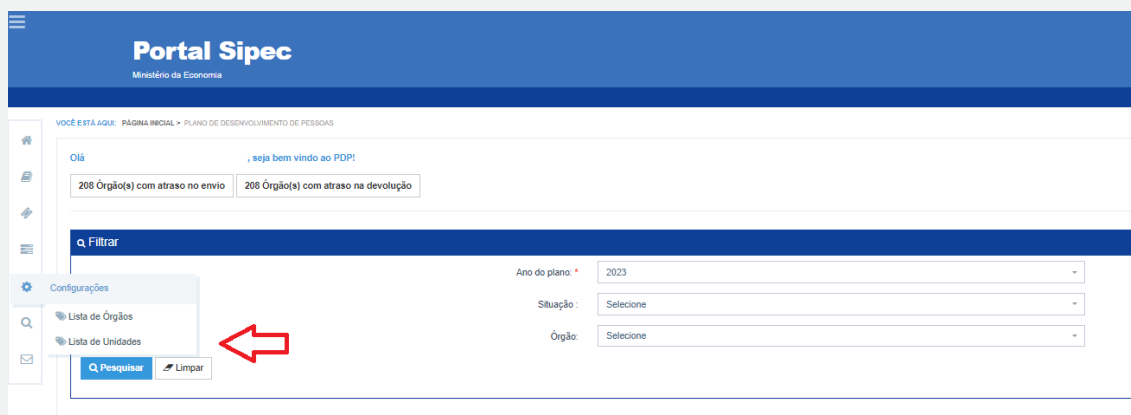 Portal Sipec
Ministério da Economia
VOCÊ ESTÁ AQUI: PÁGINA INICIAL > PLANO DE DESENVOLVIMENTO DE PESSOAS
Olá , seja bem vindo ao PDP!
208 Órgão(s) com atraso no envio 208 Órgão(s) com atraso na devolução
Filtrar
Ano do plano: * 2023
Configurações
Situação : Selecione
Lista de Órgãos
Órgão: Selecione
Lista de Unidades
Pesquisar Limpar